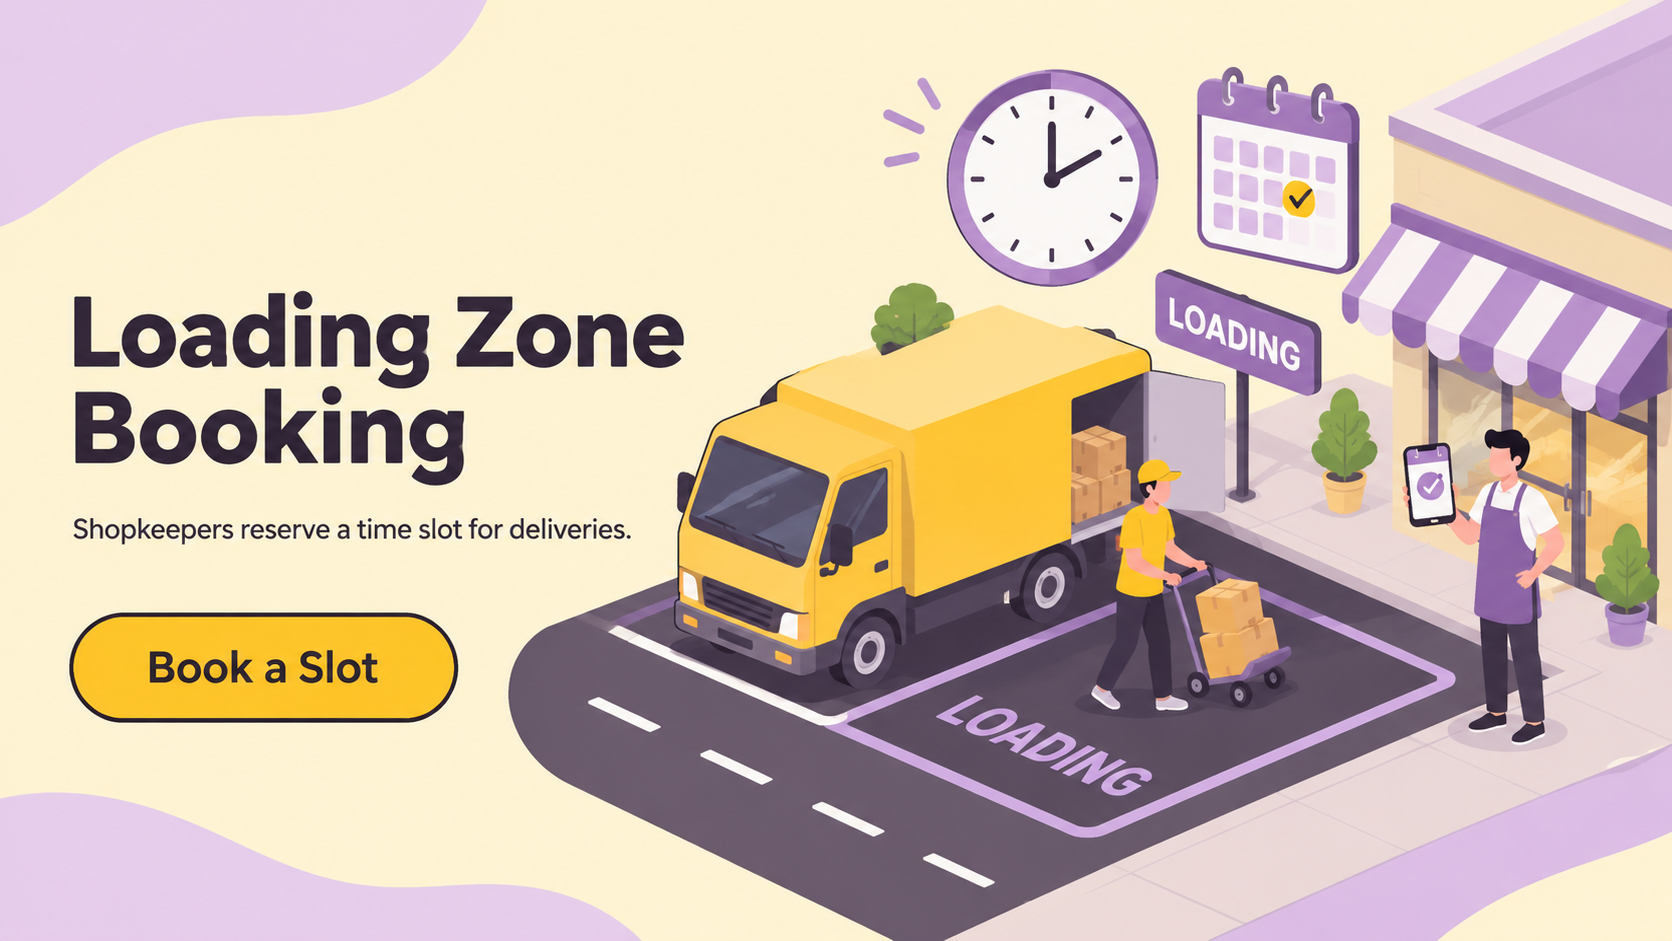 Loading Zone
Booking
Shopkeepers reserve a time slot for deliveries.
Book a Slot
LOADING
LOADING